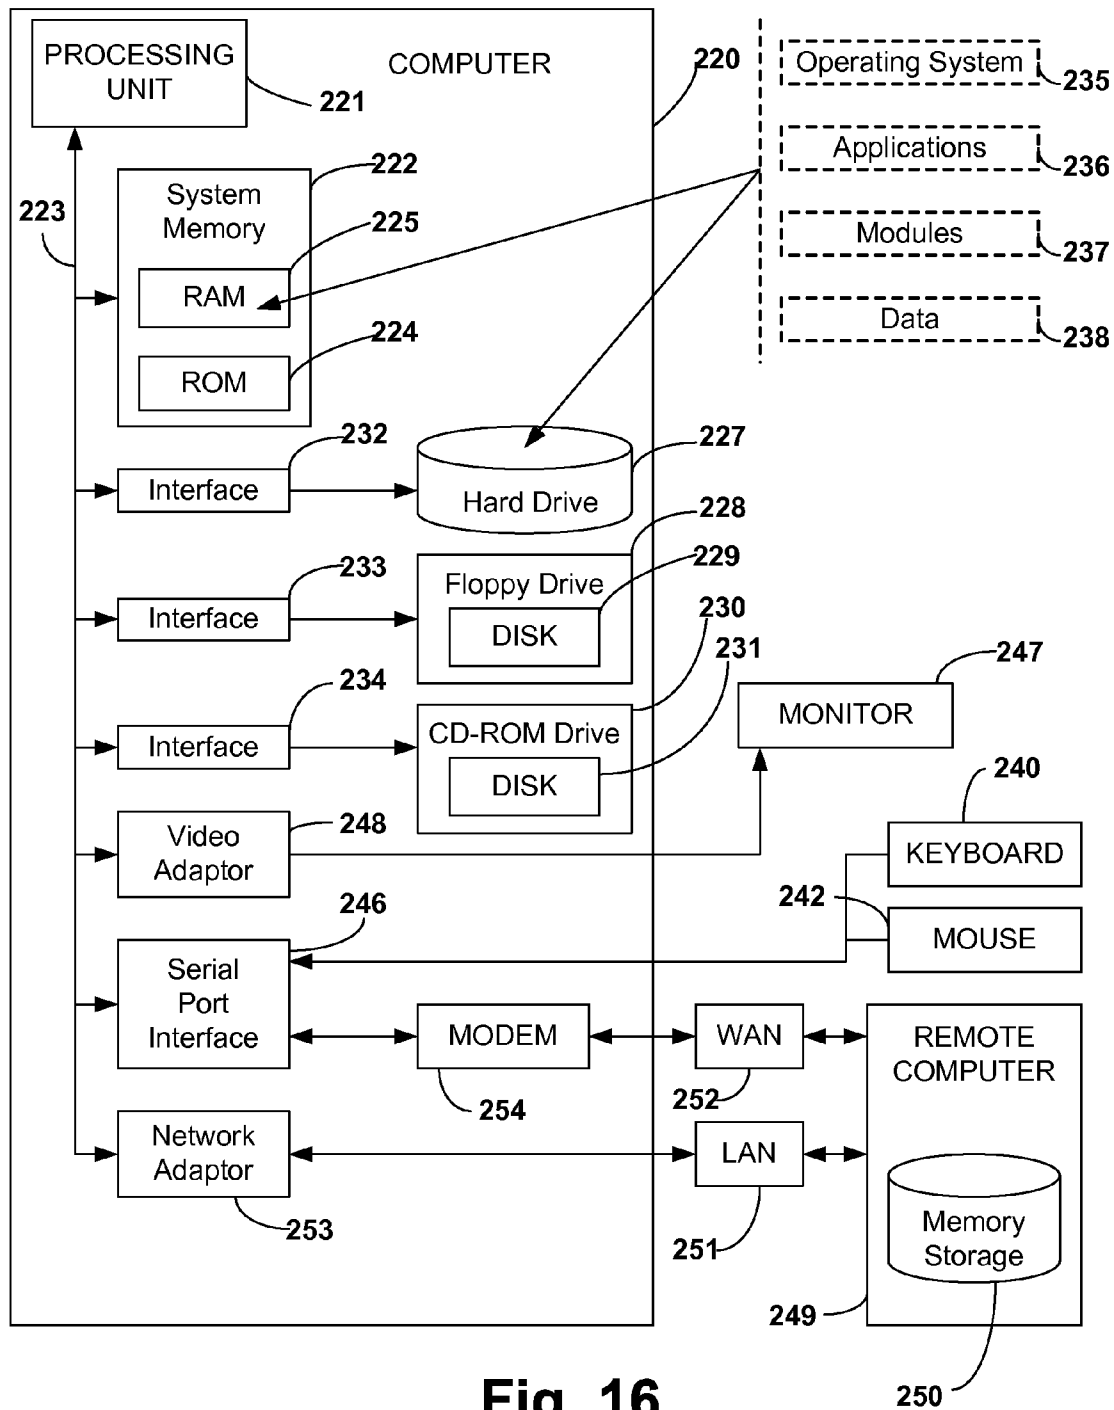 PROCESSING
UNIT
221
COMPUTER
220
Operating System
235
Applications
236
Modules
237
Data
238
223
System
Memory
222
225
RAM
224
ROM
232
Interface
227
Hard Drive
228
233
Interface
Floppy Drive
229
DISK
230
231
234
Interface
CD-ROM Drive
DISK
247
MONITOR
248
Video
Adaptor
240
KEYBOARD
242
MOUSE
246
Serial
Port
Interface
MODEM
254
WAN
252
REMOTE
COMPUTER
Network
Adaptor
253
LAN
251
Memory
Storage
249
250
Fig. 16